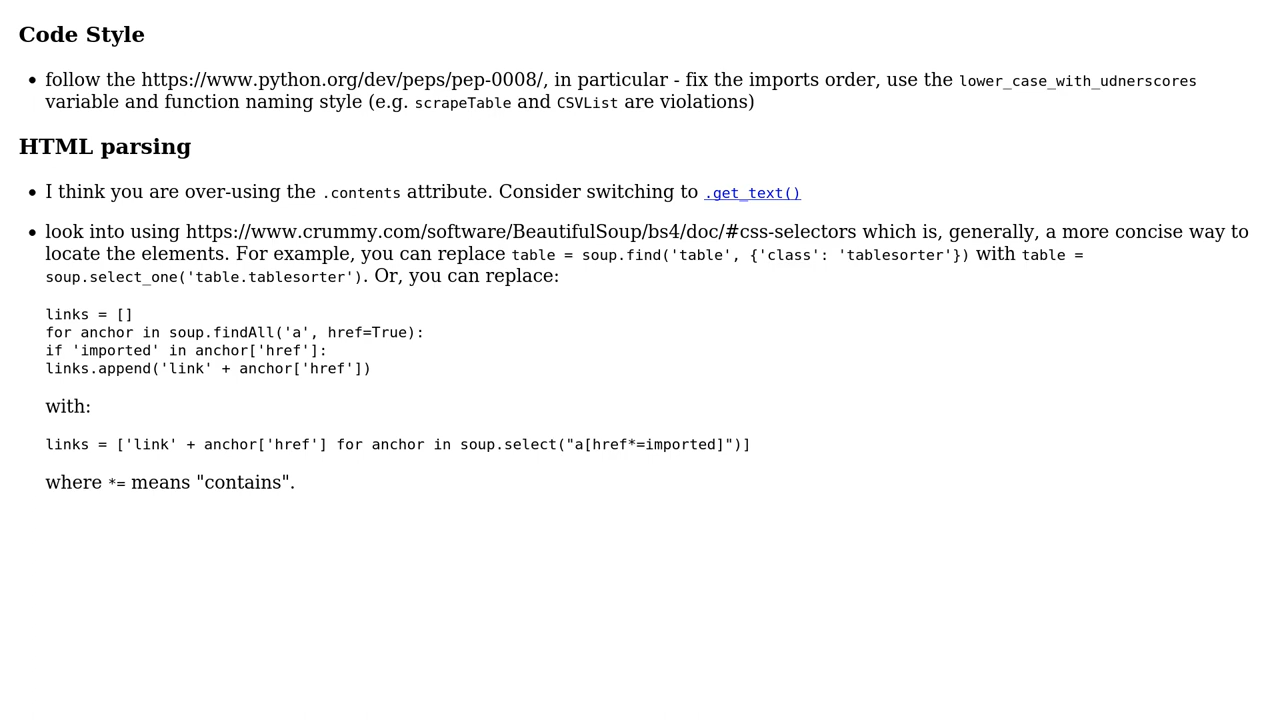 Code Style
• follow the https://www.python.org/dev/peps/pep-0008/, in particular - fix the imports order, use the lower_case_with_udnerscores
variable and function naming style (e.g. scrapeTable and CSVList are violations)
HTML parsing
• I think you are over-using the .contents attribute. Consider switching to .get_text()
• look into using https://www.crummy.com/software/BeautifulSoup/bs4/doc/#css-selectors which is, generally, a more concise way to
locate the elements. For example, you can replace table = soup.find('table', {'class': 'tablesorter'}) with table =
soup.select_one('table.tablesorter'). Or, you can replace:
links = []
for anchor in soup.findAll('a', href=True):
if 'imported' in anchor['href']:
links.append('link' + anchor['href'])
with:
links = ['link' + anchor['href'] for anchor in soup.select("a[href*=imported]")]
where *= means "contains".